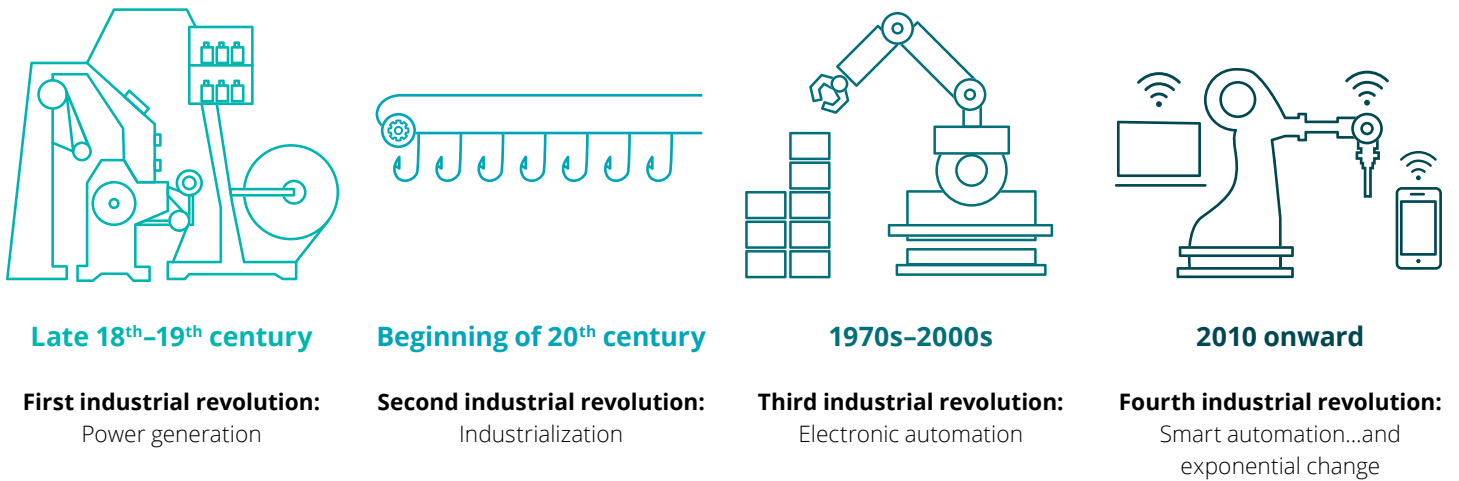 Late 18th–19th century
First industrial revolution:
Power generation
Beginning of 20th century
Second industrial revolution:
Industrialization
1970s–2000s
Third industrial revolution:
Electronic automation
2010 onward
Fourth industrial revolution:
Smart automation...and
exponential change